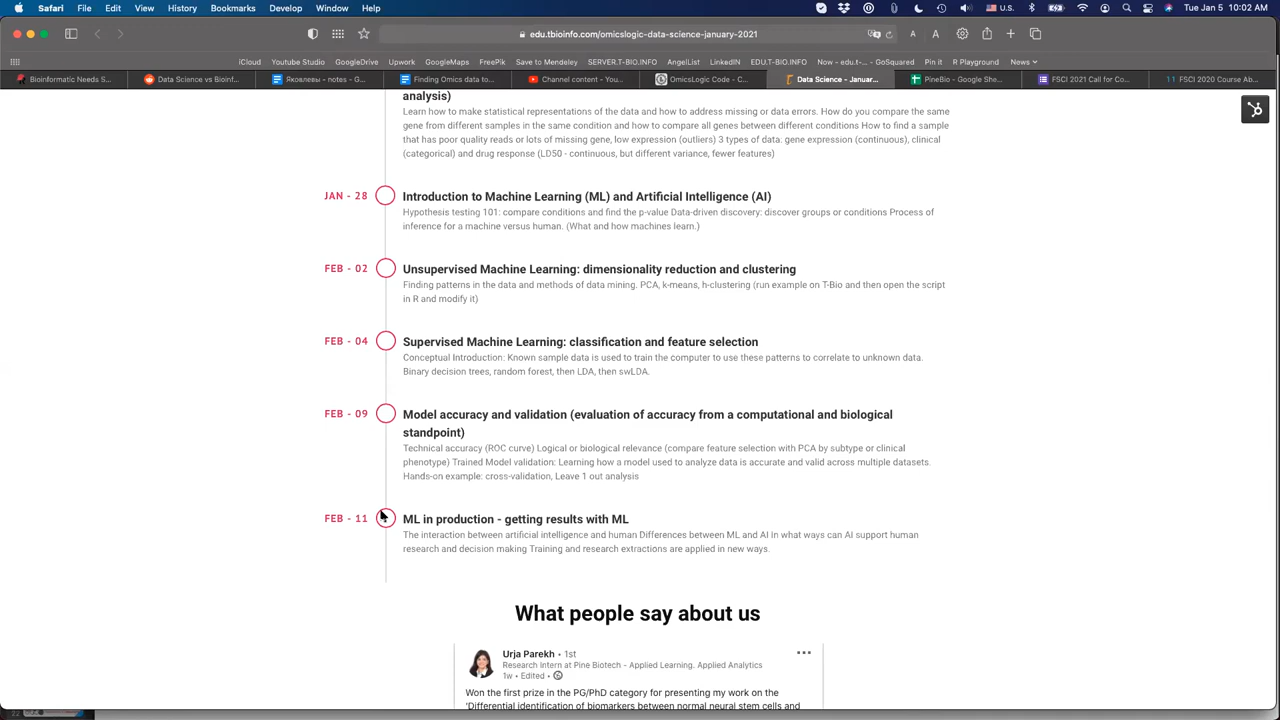 Safari File Edit View History Bookmarks Develop Window Help Tue Jan 5 10:02 AM
edu.tbioinfo.com/omicslogic-data-science-january-2021
iCloud Youtube Studio GoogleDrive Upwork GoogleMaps FreePik Save to Mendeley SERVER.T-BIO.INFO AngelList LinkedIN EDU.T-BIO.INFO Now - edu.t-... - GoSquared Pin it R Playground News
Bioinformatic Needs S... Data Science vs Bioinf... Яковлевы - notes - G... Finding Omics data to... Channel content - You... OmicsLogic Code - C... Data Science - Januar... PineBio - Google She... FSCI 2021 Call for Co... FSCI 2020 Course Ab...
analysis)
Learn how to make statistical representations of the data and how to address missing or data errors. How do you compare the same
gene from different samples in the same condition and how to compare all genes between different conditions How to find a sample
that has poor quality reads or lots of missing gene, low expression (outliers) 3 types of data: gene expression (continuous), clinical
(categorical) and drug response (LD50 - continuous, but different variance, fewer features)
JAN - 28 Introduction to Machine Learning (ML) and Artificial Intelligence (AI)
Hypothesis testing 101: compare conditions and find the p-value Data-driven discovery: discover groups or conditions Process of
inference for a machine versus human. (What and how machines learn.)
FEB - 02 Unsupervised Machine Learning: dimensionality reduction and clustering
Finding patterns in the data and methods of data mining. PCA, k-means, h-clustering (run example on T-Bio and then open the script
in R and modify it)
FEB - 04 Supervised Machine Learning: classification and feature selection
Conceptual Introduction: Known sample data is used to train the computer to use these patterns to correlate to unknown data.
Binary decision trees, random forest, then LDA, then swLDA.
FEB - 09 Model accuracy and validation (evaluation of accuracy from a computational and biological
standpoint)
Technical accuracy (ROC curve) Logical or biological relevance (compare feature selection with PCA by subtype or clinical
phenotype) Trained Model validation: Learning how a model used to analyze data is accurate and valid across multiple datasets.
Hands-on example: cross-validation, Leave 1 out analysis
FEB - 11 ML in production - getting results with ML
The interaction between artificial intelligence and human Differences between ML and AI In what ways can AI support human
research and decision making Training and research extractions are applied in new ways.
What people say about us
Urja Parekh • 1st
Research Intern at Pine Biotech - Applied Learning. Applied Analytics
1w • Edited •
Won the first prize in the PG/PhD category for presenting my work on the
'Differential identification of biomarkers between normal neural stem cells and